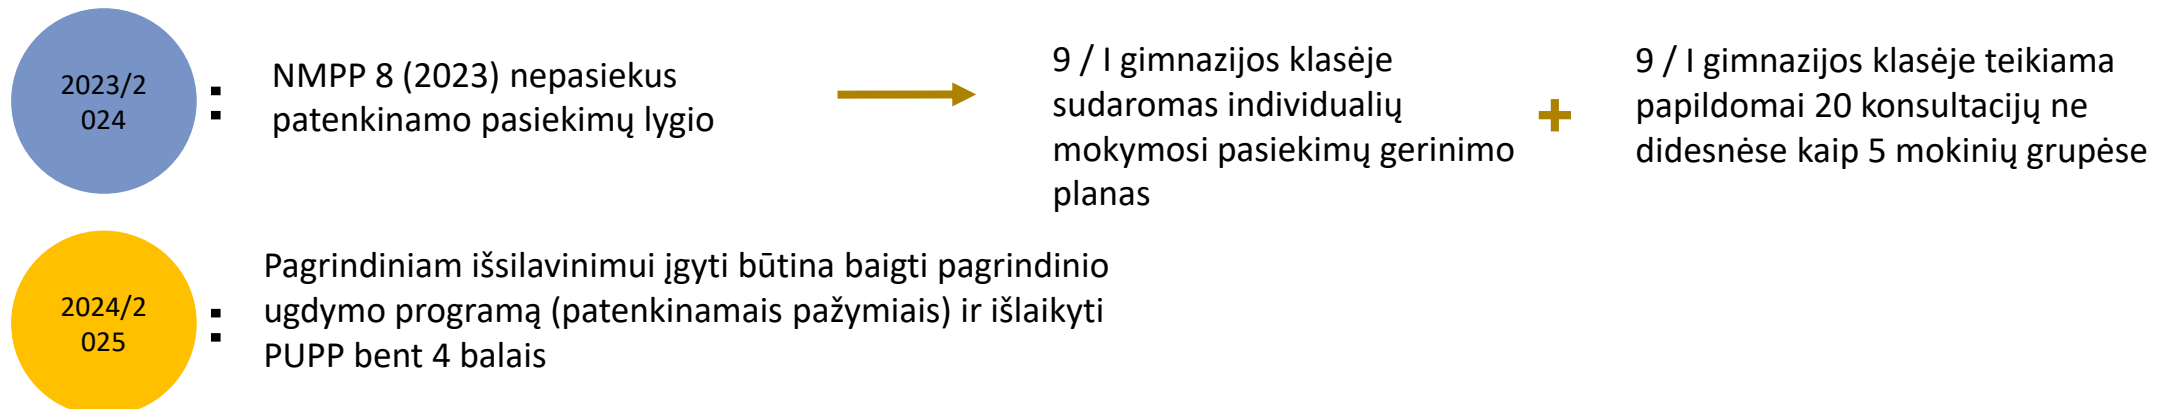 2023/2
024
:
NMPP 8 (2023) nepasiekus
patenkinamo pasiekimų lygio
9 / I gimnazijos klasėje
sudaromas individualių
mokymosi pasiekimų gerinimo
planas
+
9 / I gimnazijos klasėje teikiama
papildomai 20 konsultacijų ne
didesnėse kaip 5 mokinių grupėse
2024/2
025
:
Pagrindiniam išsilavinimui įgyti būtina baigti pagrindinio
ugdymo programą (patenkinamais pažymiais) ir išlaikyti
PUPP bent 4 balais